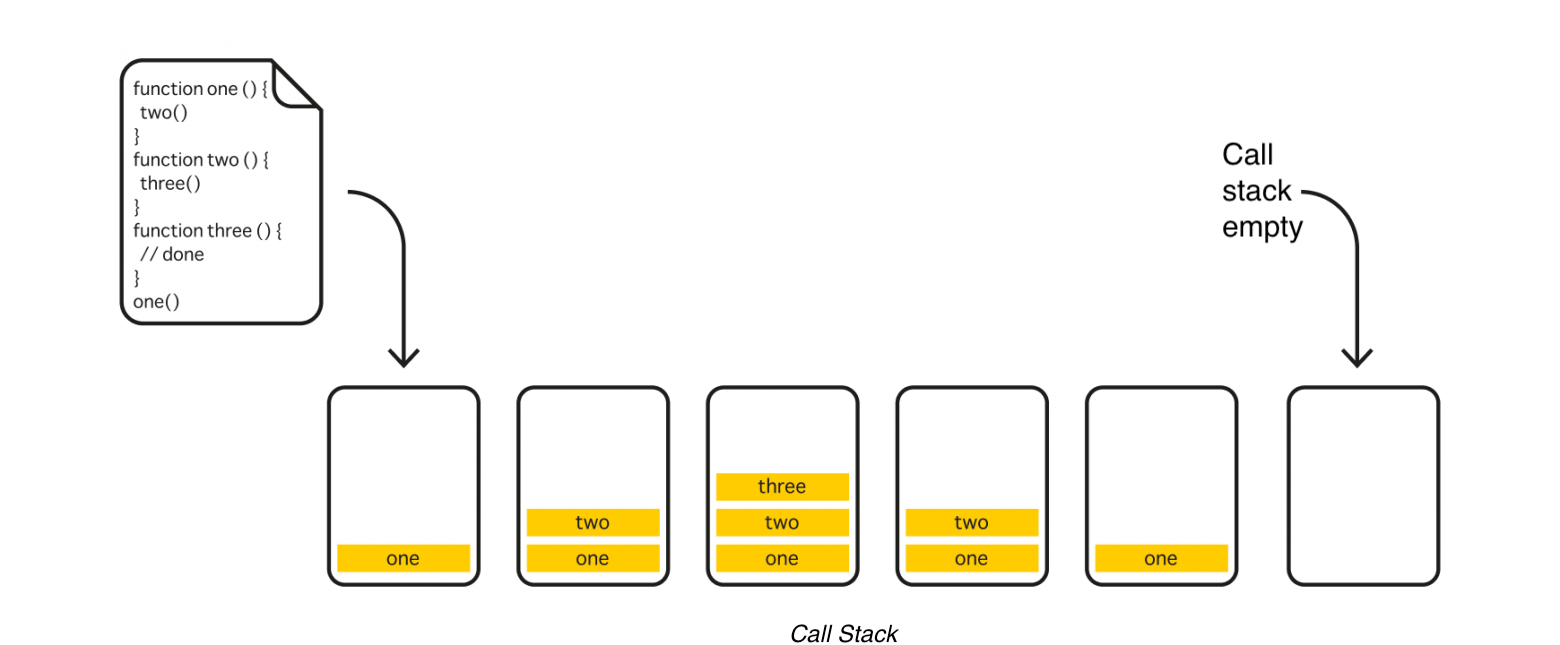 function one () {
two()
}
function two () {
three()
}
function three () {
// done
}
one()
Call
stack
empty
one
two
one
three
two
one
two
one
one
Call Stack